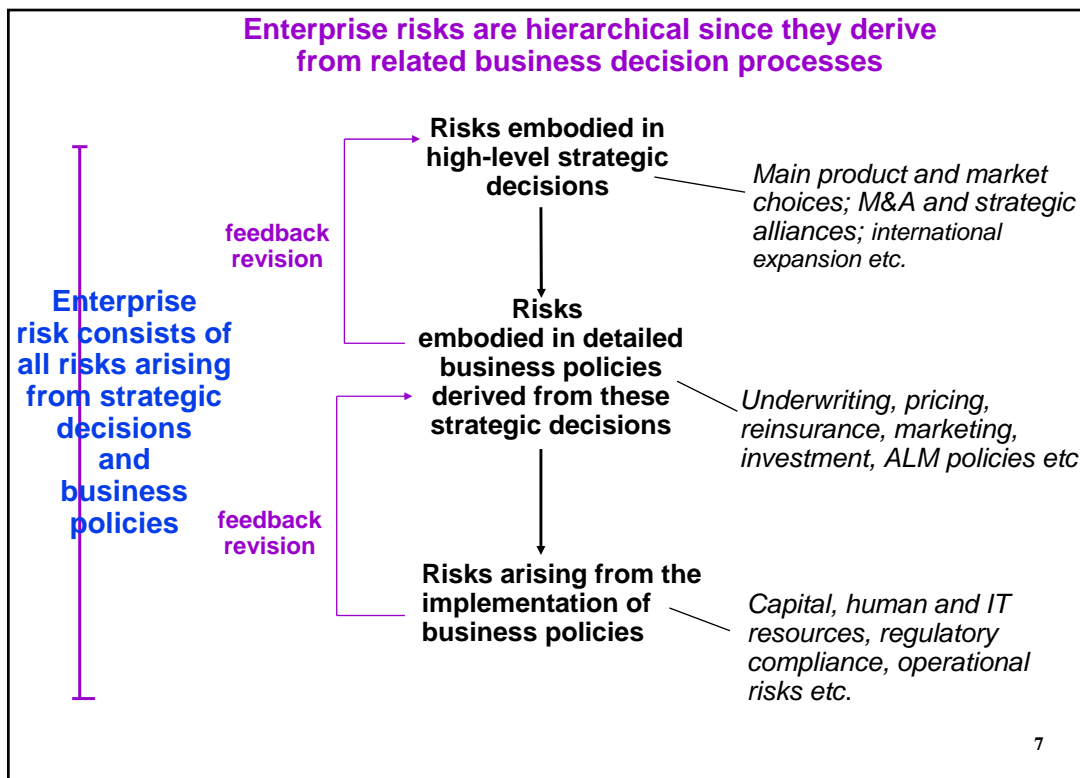 Enterprise risks are hierarchical since they derive
from related business decision processes
Risks embodied in
high-level strategic
decisions
Main product and market
choices; M&A and strategic
alliances; international
expansion etc.
feedback
revision
Enterprise
risk consists of
all risks arising
from strategic
decisions
and
business
policies
Risks
embodied in detailed
business policies
derived from these
strategic decisions
Underwriting, pricing,
reinsurance, marketing,
investment, ALM policies etc
feedback
revision
Risks arising from the
implementation of
business policies
Capital, human and IT
resources, regulatory
compliance, operational
risks etc.
7